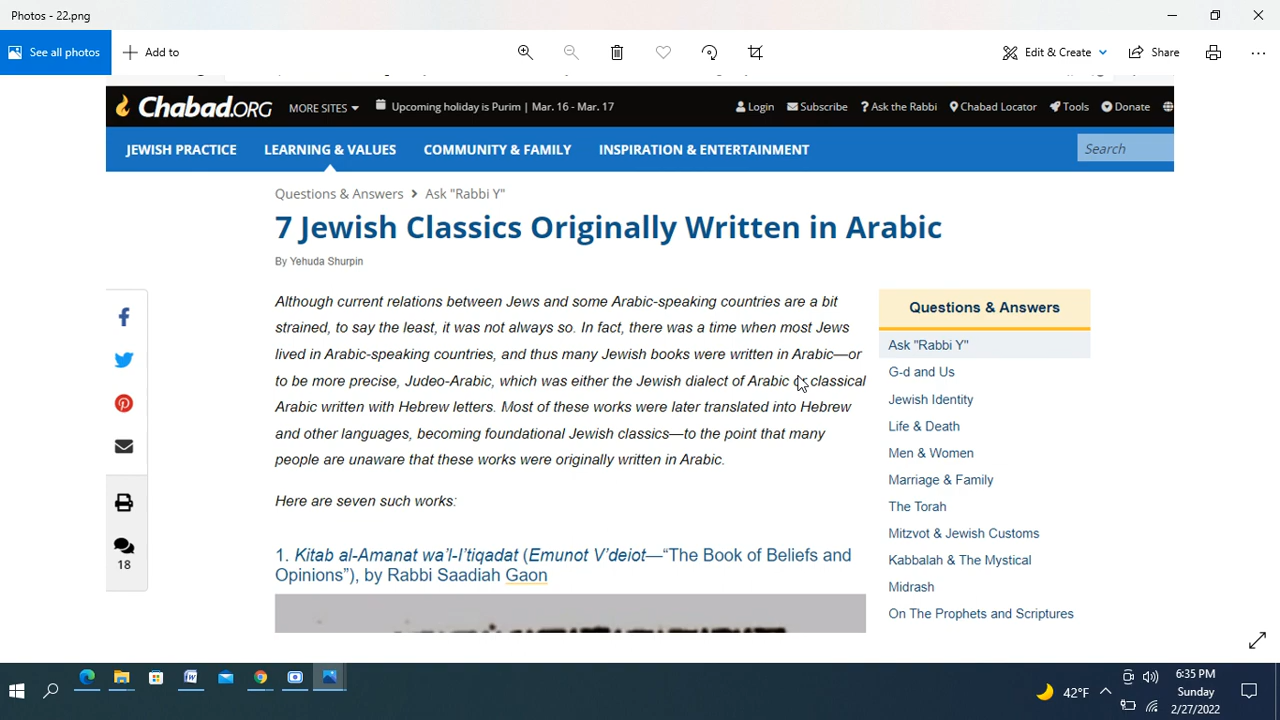 Photos - 22.png
See all photos
Add to
Edit & Create
Share
Chabad.ORG
MORE SITES
Upcoming holiday is Purim | Mar. 16 - Mar. 17
Login
Subscribe
Ask the Rabbi
Chabad Locator
Tools
Donate
JEWISH PRACTICE
LEARNING & VALUES
COMMUNITY & FAMILY
INSPIRATION & ENTERTAINMENT
Search
Questions & Answers > Ask "Rabbi Y"
7 Jewish Classics Originally Written in Arabic
By Yehuda Shurpin
Although current relations between Jews and some Arabic-speaking countries are a bit
strained, to say the least, it was not always so. In fact, there was a time when most Jews
lived in Arabic-speaking countries, and thus many Jewish books were written in Arabic—or
to be more precise, Judeo-Arabic, which was either the Jewish dialect of Arabic or classical
Arabic written with Hebrew letters. Most of these works were later translated into Hebrew
and other languages, becoming foundational Jewish classics—to the point that many
people are unaware that these works were originally written in Arabic.
Here are seven such works:
1. Kitab al-Amanat wa’l-I’tiqadat (Emunot V’deiot—“The Book of Beliefs and
Opinions”), by Rabbi Saadiah Gaon
18
Questions & Answers
Ask "Rabbi Y"
G-d and Us
Jewish Identity
Life & Death
Men & Women
Marriage & Family
The Torah
Mitzvot & Jewish Customs
Kabbalah & The Mystical
Midrash
On The Prophets and Scriptures
42°F
6:35 PM
Sunday
2/27/2022